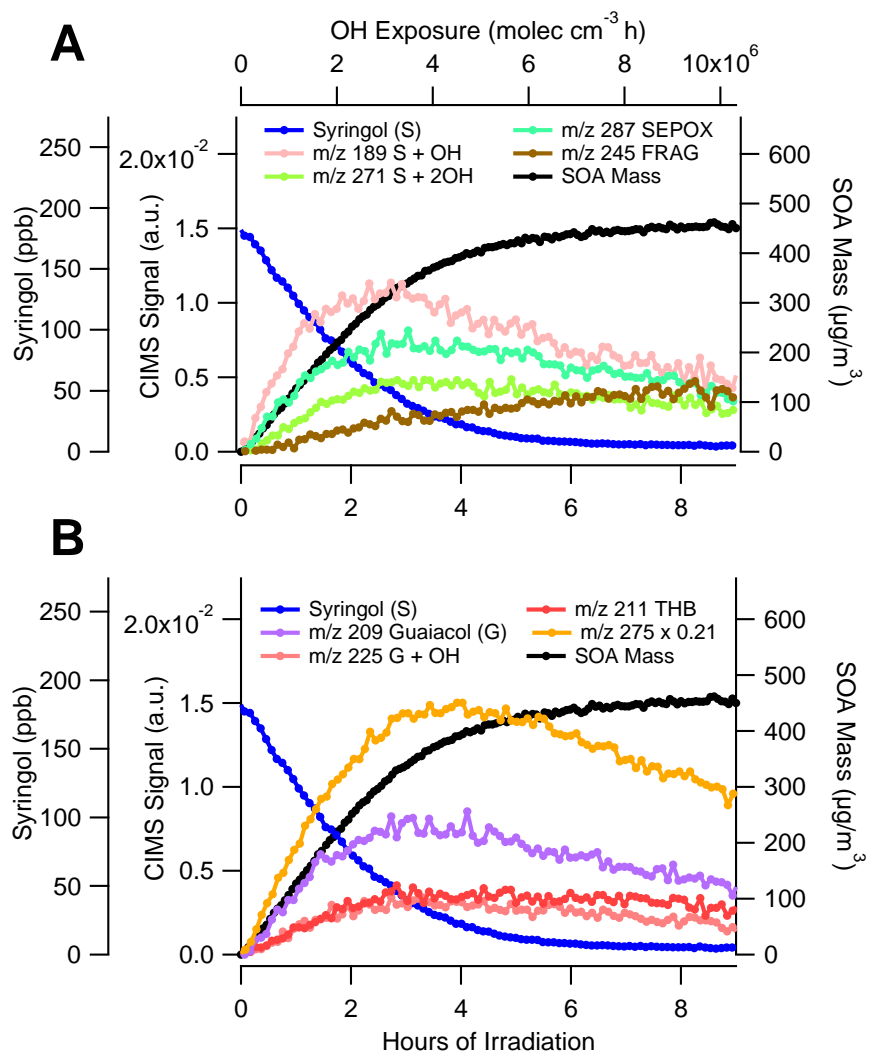 A
OH Exposure (molec cm⁻³ h)
0 2 4 6 8 10x10⁶
Syringol (S) m/z 287 SEPOX
m/z 189 S + OH m/z 245 FRAG
m/z 271 S + 2OH SOA Mass
Syringol (ppb)
250
200
150
100
50
0
CIMS Signal (a.u.)
2.0x10⁻²
1.5
1.0
0.5
0.0
SOA Mass (µg/m³)
600
500
400
300
200
100
0
0 2 4 6 8
B
Syringol (S) m/z 211 THB
m/z 209 Guaiacol (G) m/z 275 x 0.21
m/z 225 G + OH SOA Mass
Syringol (ppb)
250
200
150
100
50
0
CIMS Signal (a.u.)
2.0x10⁻²
1.5
1.0
0.5
0.0
SOA Mass (µg/m³)
600
500
400
300
200
100
0
0 2 4 6 8
Hours of Irradiation